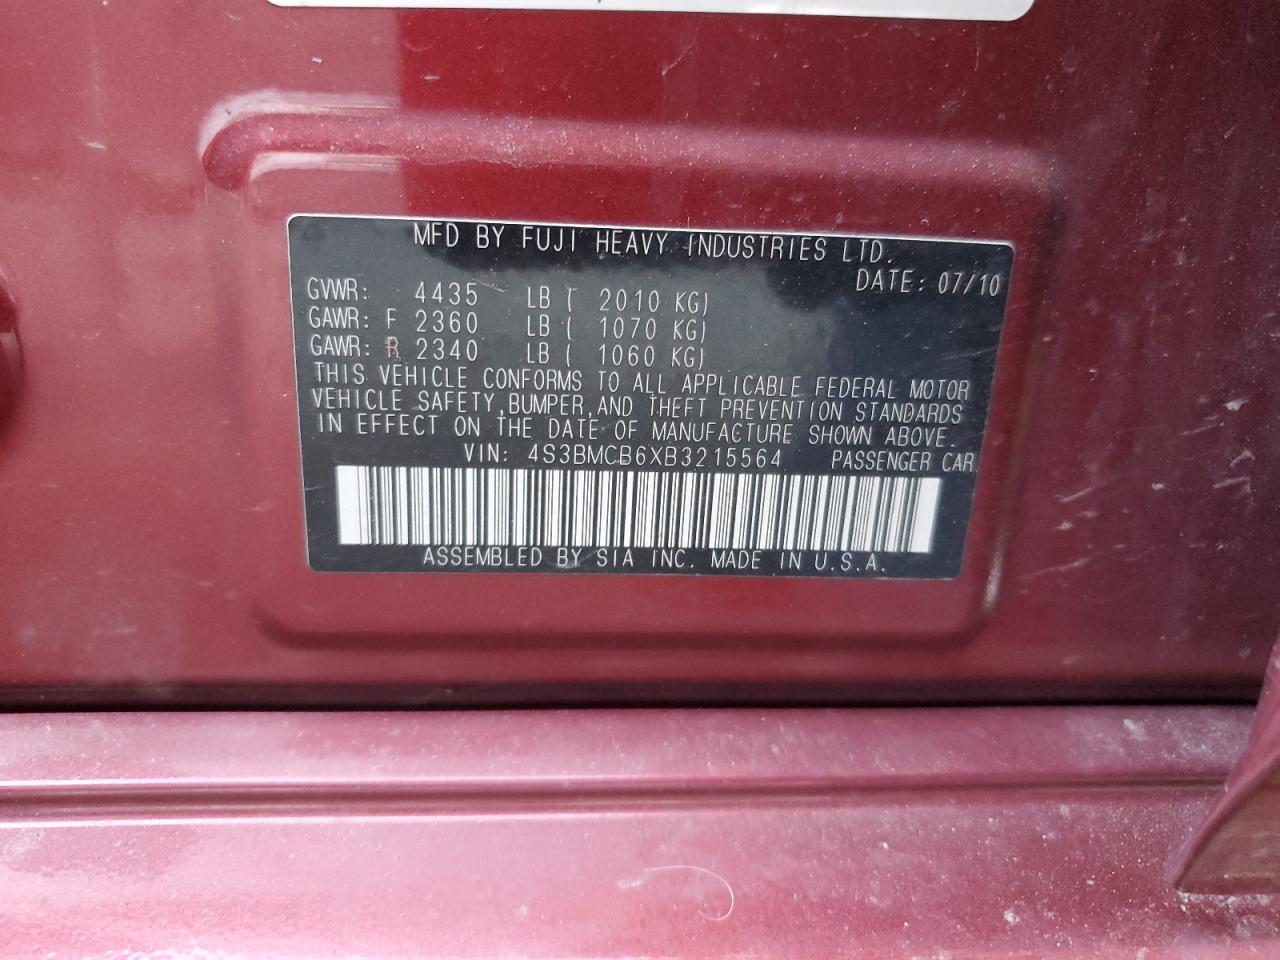 MFD BY FUJI HEAVY INDUSTRIES LTD.
DATE: 07/10
GVWR: 4435 LB ( 2010 KG)
GAWR: F 2360 LB ( 1070 KG)
GAWR: R 2340 LB ( 1060 KG)
THIS VEHICLE CONFORMS TO ALL APPLICABLE FEDERAL MOTOR
VEHICLE SAFETY,BUMPER,AND THEFT PREVENTION STANDARDS
IN EFFECT ON THE DATE OF MANUFACTURE SHOWN ABOVE.
VIN: 4S3BMCB6XB3215564 PASSENGER CAR
ASSEMBLED BY SIA INC. MADE IN U.S.A.